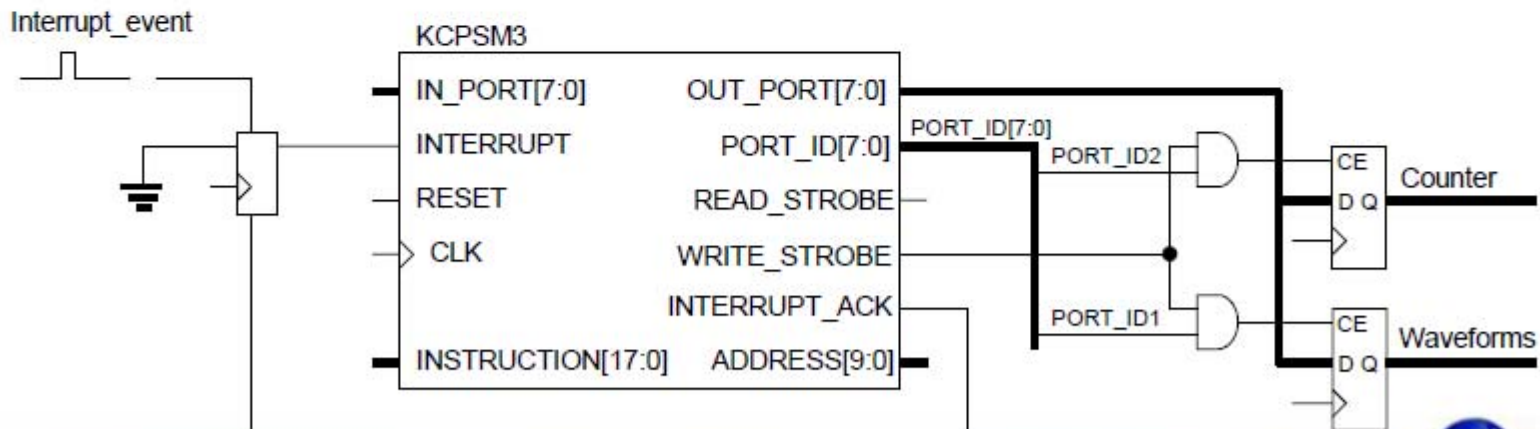 Interrupt_event
KCPSM3
IN_PORT[7:0]
OUT_PORT[7:0]
INTERRUPT
PORT_ID[7:0]
PORT_ID[7:0]
PORT_ID2
RESET
READ_STROBE
CLK
WRITE_STROBE
INTERRUPT_ACK
PORT_ID1
INSTRUCTION[17:0]
ADDRESS[9:0]
CE
D Q
Counter
CE
D Q
Waveforms